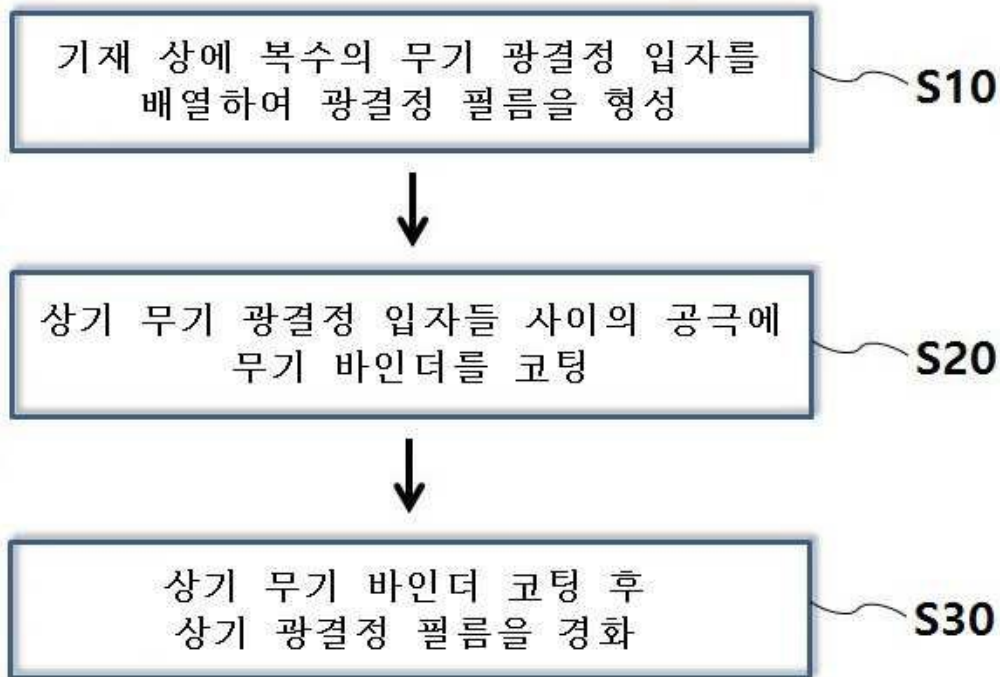 기재 상에 복수의 무기 광결정 입자를
배열하여 광결정 필름을 형성
S10
상기 무기 광결정 입자들 사이의 공극에
무기 바인더를 코팅
S20
상기 무기 바인더 코팅 후
상기 광결정 필름을 경화
S30